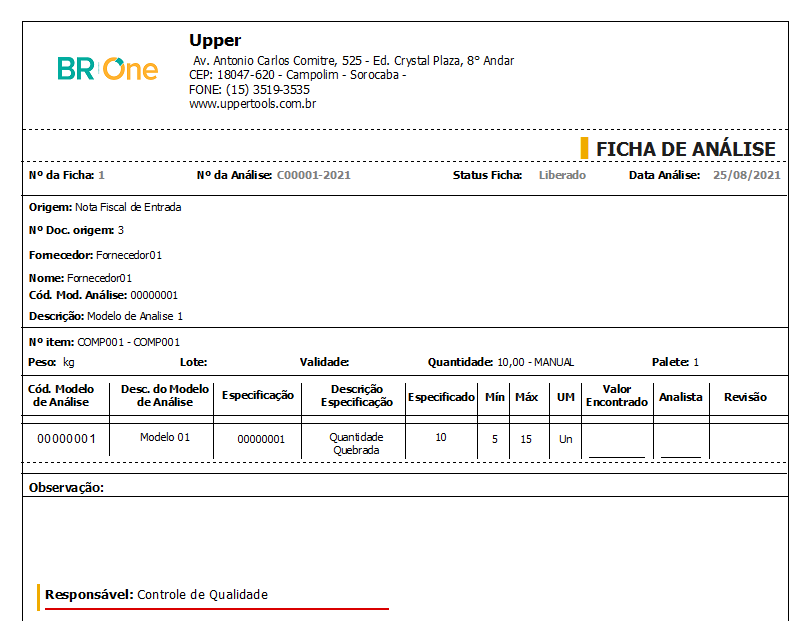 BR One
Upper
Av. Antonio Carlos Comitre, 525 - Ed. Crystal Plaza, 8° Andar
CEP: 18047-620 - Campolim - Sorocaba -
FONE: (15) 3519-3535
www.uppertools.com.br
FICHA DE ANÁLISE
Nº da Ficha: 1 Nº da Análise: C00001-2021 Status Ficha: Liberado Data Análise: 25/08/2021
Origem: Nota Fiscal de Entrada
Nº Doc. origem: 3
Fornecedor: Fornecedor01
Nome: Fornecedor01
Cód. Mod. Análise: 00000001
Descrição: Modelo de Analise 1
Nº item: COMP001 - COMP001
Peso: kg Lote: Validade: Quantidade: 10,00 - MANUAL Palete: 1
Cód. Modelo de Análise Desc. do Modelo de Análise Especificação Descrição Especificação Especificado Mín Máx UM Valor Encontrado Analista Revisão
00000001 Modelo 01 00000001 Quantidade Quebrada 10 5 15 Un
Observação:
Responsável: Controle de Qualidade